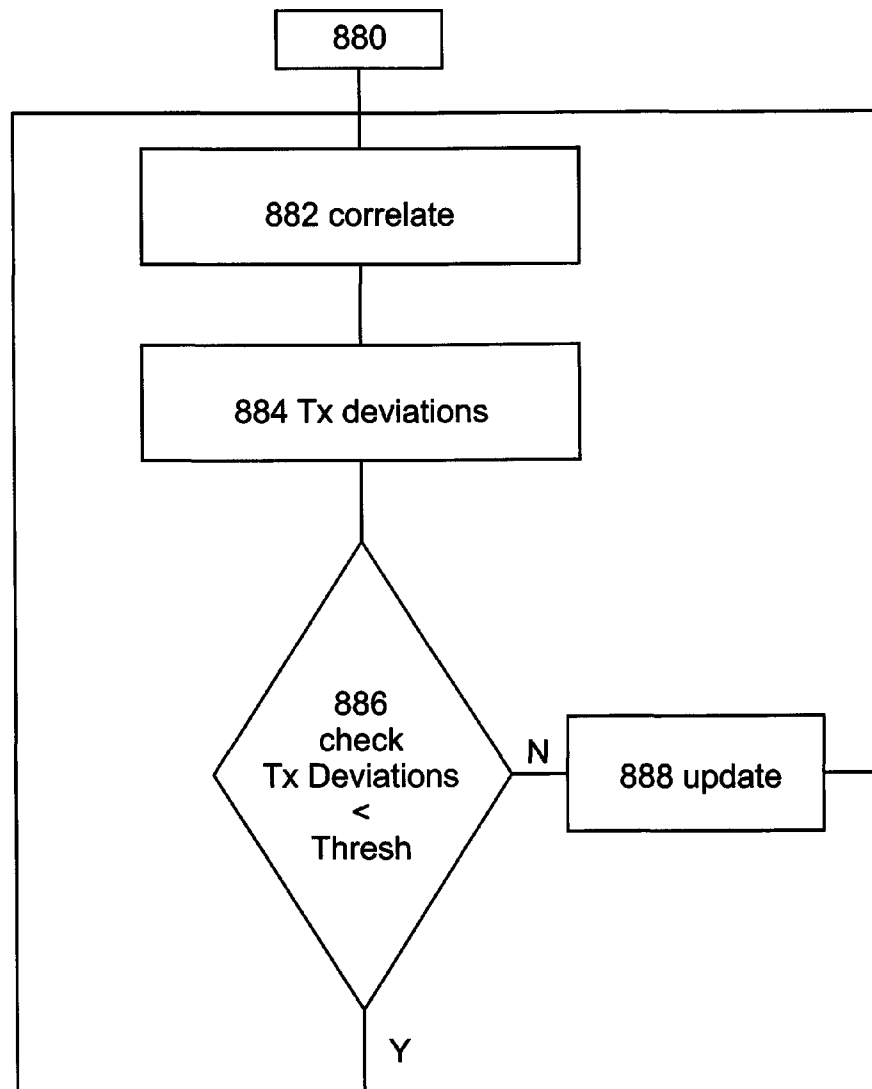 880
882 correlate
884 Tx deviations
886
check
Tx Deviations
<
Thresh
N
888 update
Y